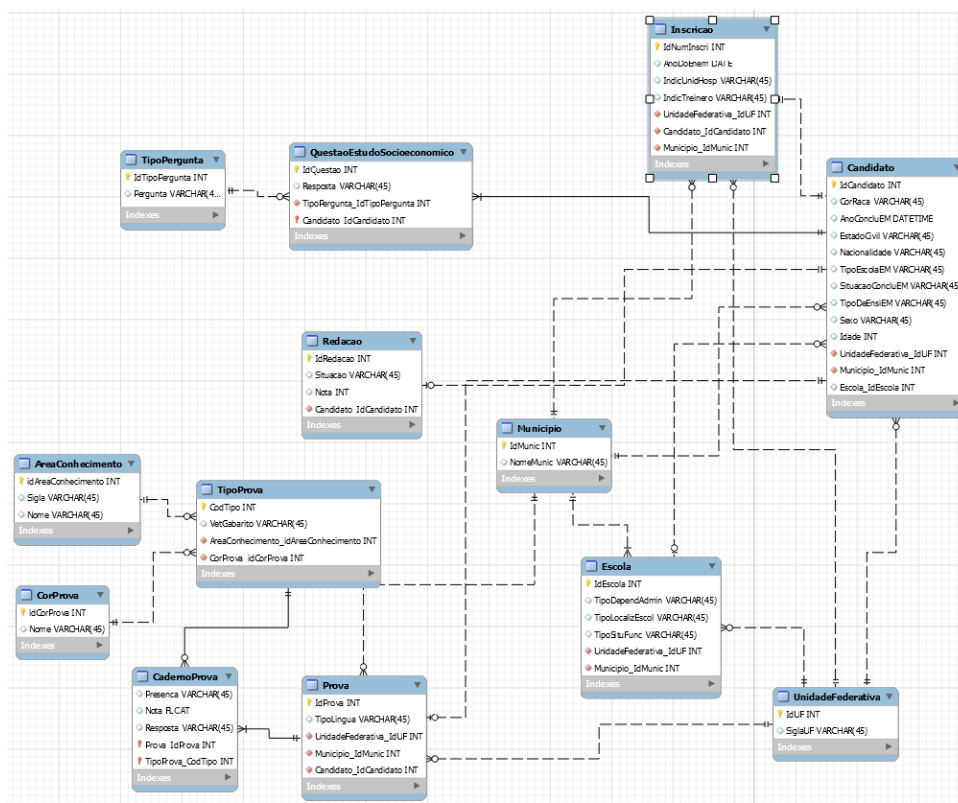 Inscricao
IdNumInscri INT
AnoDoEnem DATE
IndicUnidHosp VARCHAR(45)
IndicTreinero VARCHAR(45)
UnidadeFederativa_IdUF INT
Candidato_IdCandidato INT
Municipio_IdMunic INT
Indexes
TipoPergunta
IdTipoPergunta INT
Pergunta VARCHAR(4...
Indexes
QuestaoEstudoSocioeconomico
IdQuestao INT
Resposta VARCHAR(45)
TipoPergunta_IdTipoPergunta INT
Candidato_IdCandidato INT
Indexes
Candidato
IdCandidato INT
CorRaca VARCHAR(45)
AnoConcluEM DATETIME
EstadoCivil VARCHAR(45)
Nacionalidade VARCHAR(45)
TipoEscolaEM VARCHAR(45)
SituacaoConcluEM VARCHAR(45)
TipoDeEnsiEM VARCHAR(45)
Sexo VARCHAR(45)
Idade INT
UnidadeFederativa_IdUF INT
Municipio_IdMunic INT
Escola_IdEscola INT
Indexes
Redacao
IdRedacao INT
Situacao VARCHAR(45)
Nota INT
Candidato_IdCandidato INT
Indexes
Municipio
IdMunic INT
NomeMunic VARCHAR(45)
Indexes
AreaConhecimento
idAreaConhecimento INT
Sigla VARCHAR(45)
Nome VARCHAR(45)
Indexes
TipoProva
CodTipo INT
VetGabarito VARCHAR(45)
AreaConhecimento_idAreaConhecimento INT
CorProva_idCorProva INT
Indexes
CorProva
idCorProva INT
Nome VARCHAR(45)
Indexes
Escola
IdEscola INT
TipoDependAdmin VARCHAR(45)
TipoLocalizEscol VARCHAR(45)
TipoSituFunc VARCHAR(45)
UnidadeFederativa_IdUF INT
Municipio_IdMunic INT
Indexes
CadernoProva
Presenca VARCHAR(45)
Nota FLOAT
Resposta VARCHAR(45)
Prova_IdProva INT
TipoProva_CodTipo INT
Indexes
Prova
IdProva INT
TipoLingua VARCHAR(45)
UnidadeFederativa_IdUF INT
Municipio_IdMunic INT
Candidato_IdCandidato INT
Indexes
UnidadeFederativa
IdUF INT
SiglaUF VARCHAR(45)
Indexes